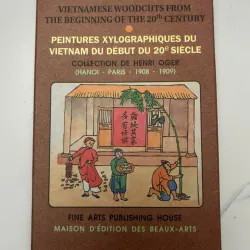 VIETNAMESE WOODCUTS FROM
THE BEGINNING OF THE 20th CENTURY
PEINTURES XYLOGRAPHIQUES DU
VIETNAM DU DÉBUT DU 20e SIÈCLE
COLLECTION DE HENRI OGER
(HANOI - PARIS - 1908 - 1909)
FINE ARTS PUBLISHING HOUSE
MAISON D'ÉDITION DES BEAUX-ARTS